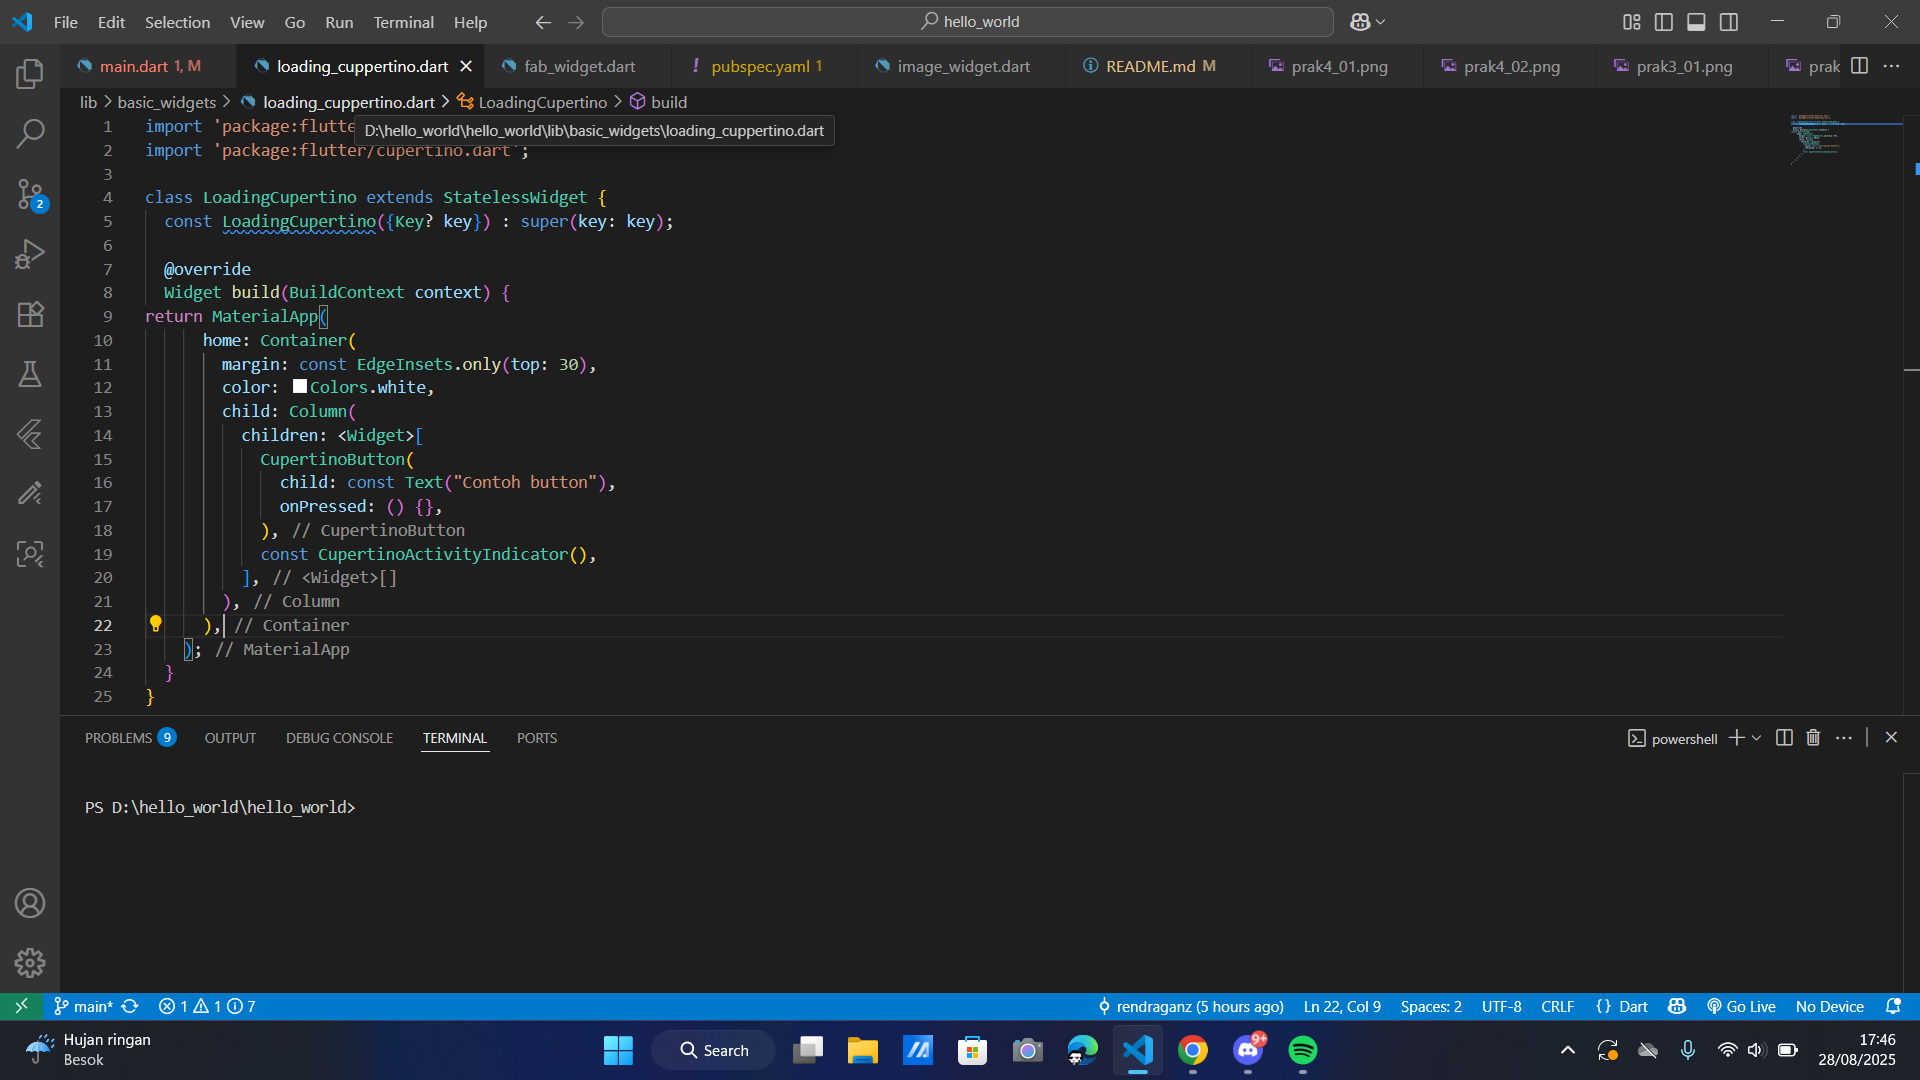 File Edit Selection View Go Run Terminal Help
hello_world
main.dart 1, M
loading_cuppertino.dart
fab_widget.dart
! pubspec.yaml 1
image_widget.dart
README.md M
prak4_01.png
prak4_02.png
prak3_01.png
prak
lib > basic_widgets > loading_cuppertino.dart > LoadingCupertino > build
1 import 'package:flutte
D:\hello_world\hello_world\lib\basic_widgets\loading_cuppertino.dart
2 import 'package:flutter/cupertino.dart';
3
4 class LoadingCupertino extends StatelessWidget {
5 const LoadingCupertino({Key? key}) : super(key: key);
6
7 @override
8 Widget build(BuildContext context) {
9 return MaterialApp(
10 home: Container(
11 margin: const EdgeInsets.only(top: 30),
12 color: Colors.white,
13 child: Column(
14 children: <Widget>[
15 CupertinoButton(
16 child: const Text("Contoh button"),
17 onPressed: () {},
18 ), // CupertinoButton
19 const CupertinoActivityIndicator(),
20 ], // <Widget>[]
21 ), // Column
22 ), // Container
23 ); // MaterialApp
24 }
25 }
2
PROBLEMS 9 OUTPUT DEBUG CONSOLE TERMINAL PORTS
powershell
PS D:\hello_world\hello_world>
main* 1 1 7
rendraganz (5 hours ago) Ln 22, Col 9 Spaces: 2 UTF-8 CRLF {} Dart Go Live No Device
Hujan ringan
Besok
Search
9+
17:46
28/08/2025